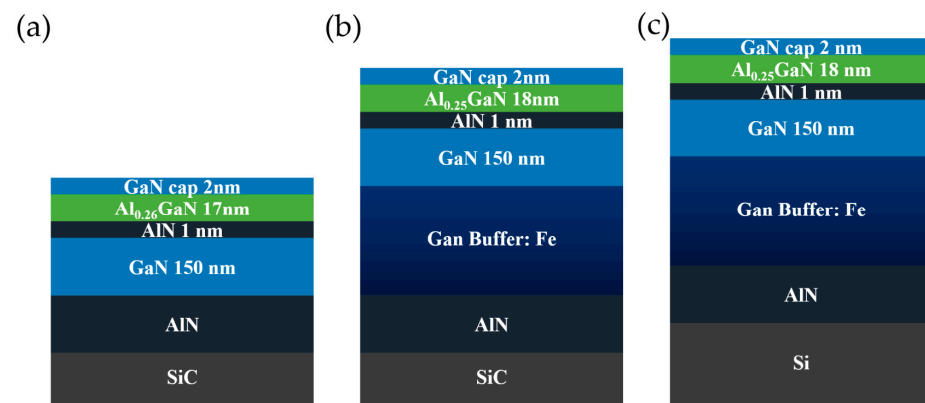 (a)
GaN cap 2nm
Al0.26GaN 17nm
AlN 1 nm
GaN 150 nm
AlN
SiC
(b)
GaN cap 2nm
Al0.25GaN 18nm
AlN 1 nm
GaN 150 nm
Gan Buffer: Fe
AlN
SiC
(c)
GaN cap 2 nm
Al0.25GaN 18 nm
AlN 1 nm
GaN 150 nm
Gan Buffer: Fe
AlN
Si